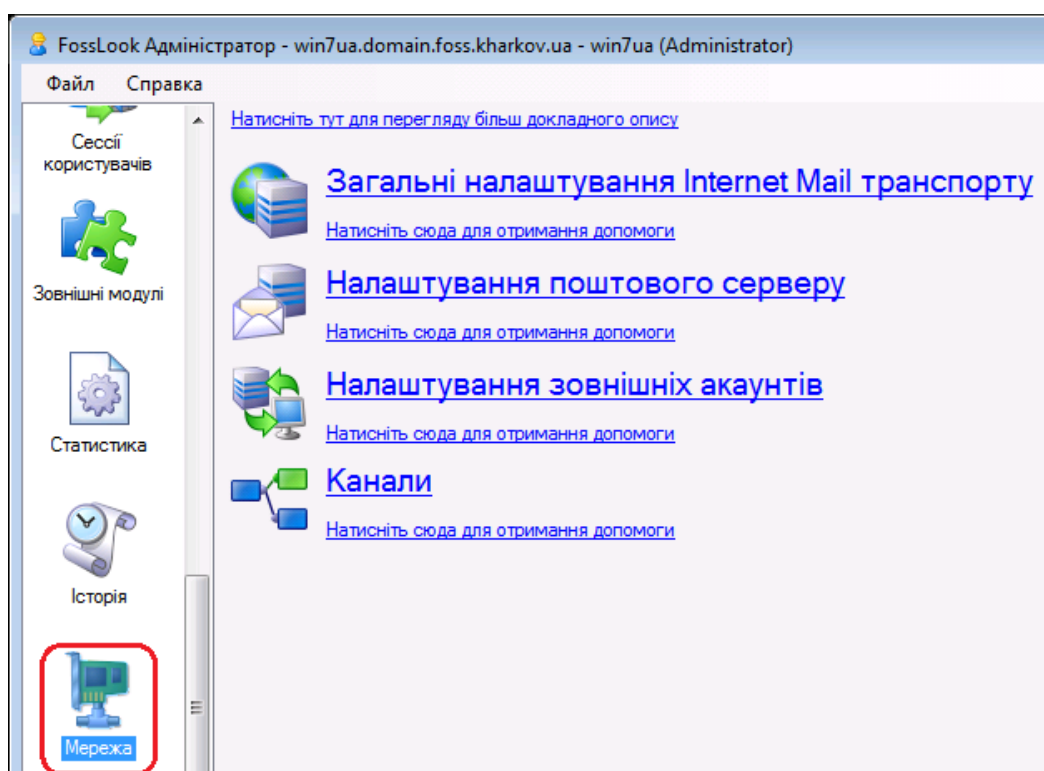 FossLook Адміністратор - win7ua.domain.foss.kharkov.ua - win7ua (Administrator)
Файл Справка
Сессії
користувачів
Зовнішні модулі
Статистика
Історія
Мережа
Натисніть тут для перегляду більш докладного опису
Загальні налаштування Internet Mail транспорту
Натисніть сюда для отримання допомоги
Налаштування поштового серверу
Натисніть сюда для отримання допомоги
Налаштування зовнішніх акаунтів
Натисніть сюда для отримання допомоги
Канали
Натисніть сюда для отримання допомоги